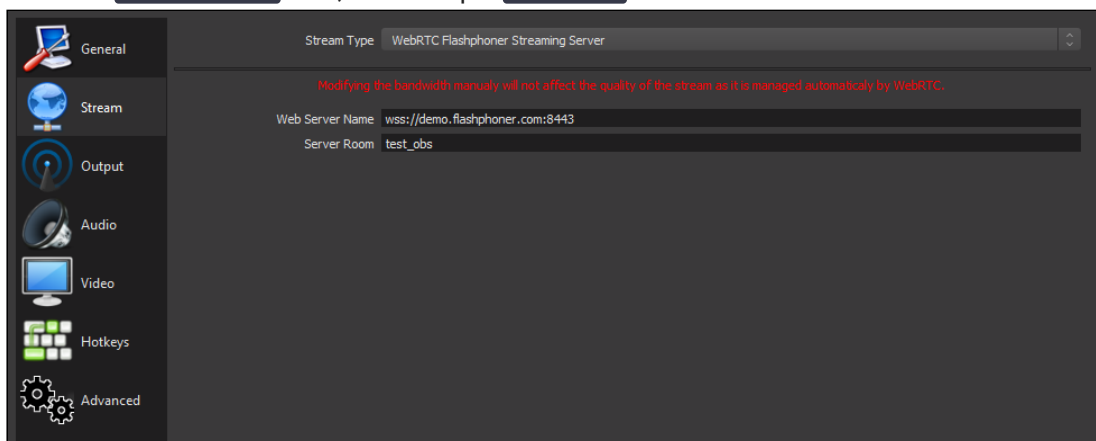 General
Stream Type WebRTC Flashphoner Streaming Server
Modifying the bandwidth manualy will not affect the quality of the stream as it is managed automaticaly by WebRTC.
Stream
Web Server Name wss://demo.flashphoner.com:8443
Server Room test_obs
Output
Audio
Video
Hotkeys
Advanced